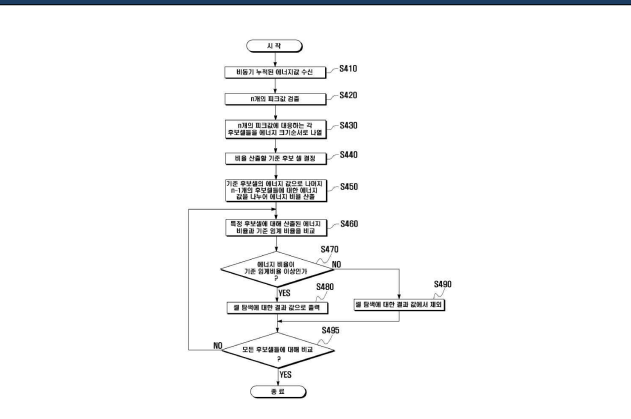 시 작
비동기 누적된 에너지값 수신
S410
n개의 피크값 검출
S420
n개의 피크값에 대응하는 각
후보셀들을 에너지 크기순서로 나열
S430
비율 산출할 기준 후보 셀 결정
S440
기준 후보셀의 에너지 값으로 나머지
n-1개의 후보셀들에 대한 에너지
값을 나누어 에너지 비율 산출
S450
특정 후보셀에 대해 산출된 에너지
비율과 기준 임계 비율을 비교
S460
S470
에너지 비율이
기준 임계비율 이상인가
?
NO
YES
S480
S490
셀 탐색에 대한 결과 값으로 출력
셀 탐색에 대한 결과 값에서 제외
S495
NO
모든 후보셀들에 대해 비교
?
YES
종 료